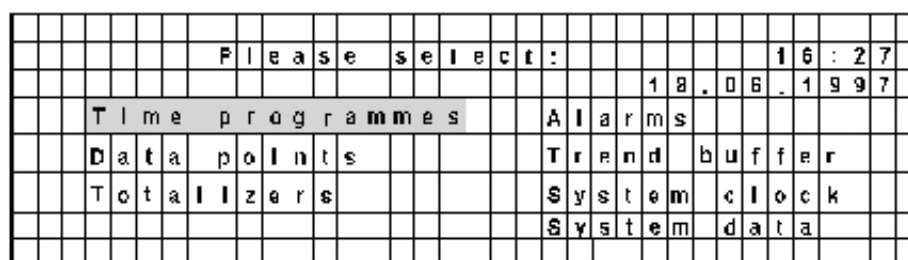 Please select: 16:27
18.06.1997
Time programmes Alarms
Data points Trend buffer
Totalizers System clock
System data